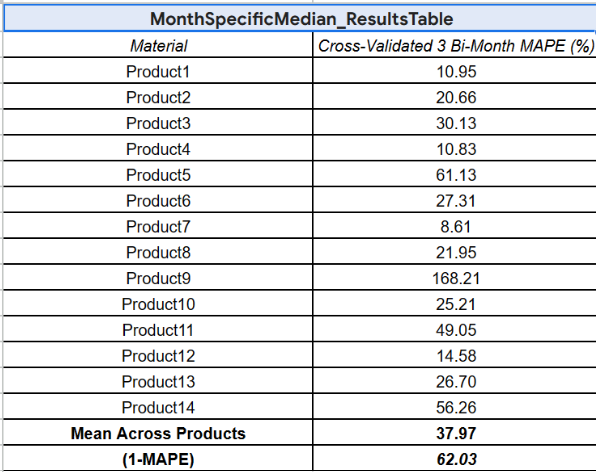 MonthSpecificMedian_ResultsTable
Material Cross-Validated 3 Bi-Month MAPE (%)
Product1 10.95
Product2 20.66
Product3 30.13
Product4 10.83
Product5 61.13
Product6 27.31
Product7 8.61
Product8 21.95
Product9 168.21
Product10 25.21
Product11 49.05
Product12 14.58
Product13 26.70
Product14 56.26
Mean Across Products 37.97
(1-MAPE) 62.03